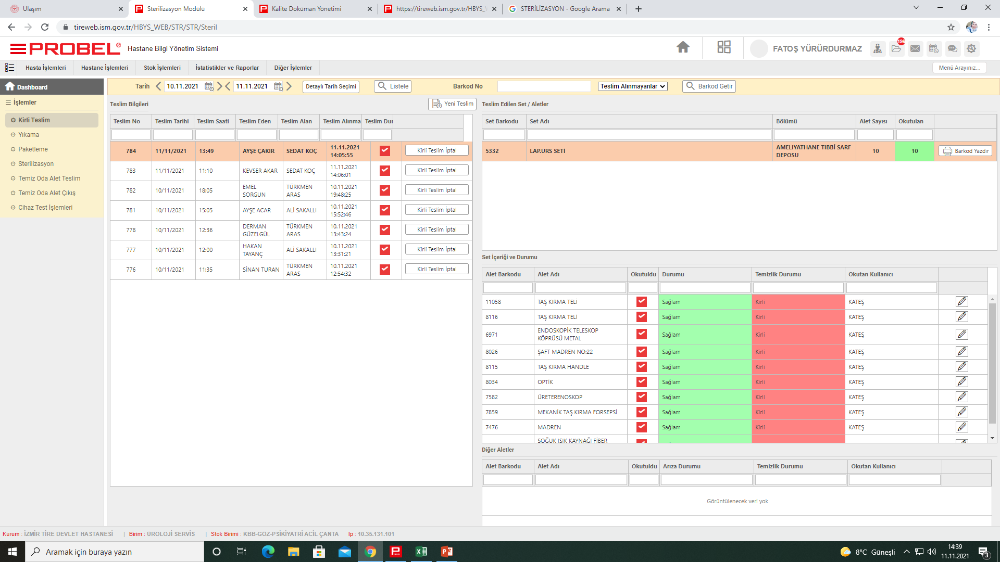 Ulaşım
Sterilizasyon Modülü
Kalite Doküman Yönetimi
https://tireweb.ism.gov.tr/HBYS_
STERİLİZASYON - Google Arama
tireweb.ism.gov.tr/HBYS_WEB/STR/STR/Steril
PROBEL® Hastane Bilgi Yönetim Sistemi
FATOŞ YÜRÜRDURMAZ
196
Hasta İşlemleri Hastane İşlemleri Stok İşlemleri İstatistikler ve Raporlar Diğer İşlemler
Menü Arayınız...
Dashboard
İşlemler
Kirli Teslim
Yıkama
Paketleme
Sterilizasyon
Temiz Oda Alet Teslim
Temiz Oda Alet Çıkış
Cihaz Test İşlemleri
Tarih 10.11.2021 11.11.2021 Detaylı Tarih Seçimi Listele Barkod No Teslim Alınmayanlar Barkod Getir
Teslim Bilgileri Yeni Teslim
Teslim No Teslim Tarihi Teslim Saati Teslim Eden Teslim Alan Teslim Alınma Teslim Du
784 11/11/2021 13:49 AYŞE ÇAKIR SEDAT KOÇ 11.11.2021 14:05:55 Kirli Teslim İptal
783 11/11/2021 11:10 KEVSER AKAR SEDAT KOÇ 11.11.2021 14:06:01 Kirli Teslim İptal
782 10/11/2021 18:05 EMEL SORGUN TÜRKMEN ARAS 10.11.2021 19:48:25 Kirli Teslim İptal
781 10/11/2021 15:05 AYŞE ACAR ALİ SAKALLI 10.11.2021 15:52:46 Kirli Teslim İptal
778 10/11/2021 12:36 DERMAN GÜZELGÜL TÜRKMEN ARAS 10.11.2021 13:43:24 Kirli Teslim İptal
777 10/11/2021 12:00 HAKAN TAYANÇ ALİ SAKALLI 10.11.2021 13:31:21 Kirli Teslim İptal
776 10/11/2021 11:35 SİNAN TURAN TÜRKMEN ARAS 10.11.2021 12:54:32 Kirli Teslim İptal
Teslim Edilen Set / Aletler
Set Barkodu Set Adı Bölümü Alet Sayısı Okutulan
5332 LAP.URS SETİ AMELIYATHANE TIBBİ SARF DEPOSU 10 10 Barkod Yazdır
Set İçeriği ve Durumu
Alet Barkodu Alet Adı Okutuldu Durumu Temizlik Durumu Okutan Kullanıcı
11058 TAŞ KIRMA TELİ Sağlam Kirli KATEŞ
8116 TAŞ KIRMA TELİ Sağlam Kirli KATEŞ
6971 ENDOSKOPİK TELESKOP KÖPRÜSÜ METAL Sağlam Kirli KATEŞ
8026 ŞAFT MADREN NO:22 Sağlam Kirli KATEŞ
8115 TAŞ KIRMA HANDLE Sağlam Kirli KATEŞ
8034 OPTİK Sağlam Kirli KATEŞ
7582 ÜRETERENOSKOP Sağlam Kirli KATEŞ
7859 MEKANİK TAŞ KIRMA FORSEPSİ Sağlam Kirli KATEŞ
7476 MADREN Sağlam Kirli KATEŞ
SOĞUK IŞIK KAYNAĞI FİBER
Diğer Aletler
Alet Barkodu Alet Adı Okutuldu Arıza Durumu Temizlik Durumu Okutan Kullanıcı
Görüntülenecek veri yok
Kurum : İZMİR TİRE DEVLET HASTANESİ | Birim : ÜROLOJİ SERVİS | Stok Birimi : KBB-GÖZ-PSİKİYATRİ ACİL ÇANTA Ip : 10.35.131.101
Aramak için buraya yazın
8°C Güneşli
14:39
11.11.2021
3